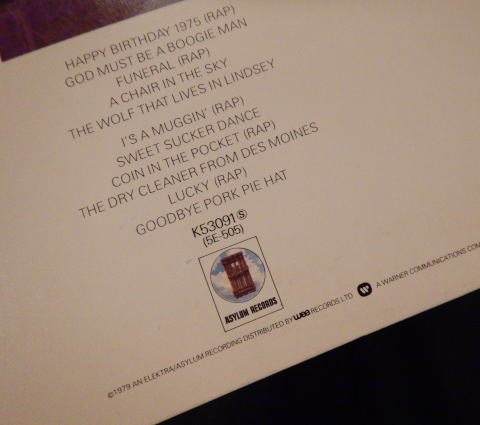 HAPPY BIRTHDAY 1975 (RAP)
GOD MUST BE A BOOGIE MAN
FUNERAL (RAP)
A CHAIR IN THE SKY
THE WOLF THAT LIVES IN LINDSEY
I'S A MUGGIN' (RAP)
SWEET SUCKER DANCE
COIN IN THE POCKET (RAP)
THE DRY CLEANER FROM DES MOINES
LUCKY (RAP)
GOODBYE PORK PIE HAT
K53091 Ⓢ
(5E-505)
ASYLUM RECORDS
©1979 AN ELEKTRA/ASYLUM RECORDING DISTRIBUTED BY wea RECORDS LTD A WARNER COMMUNICATIONS COM